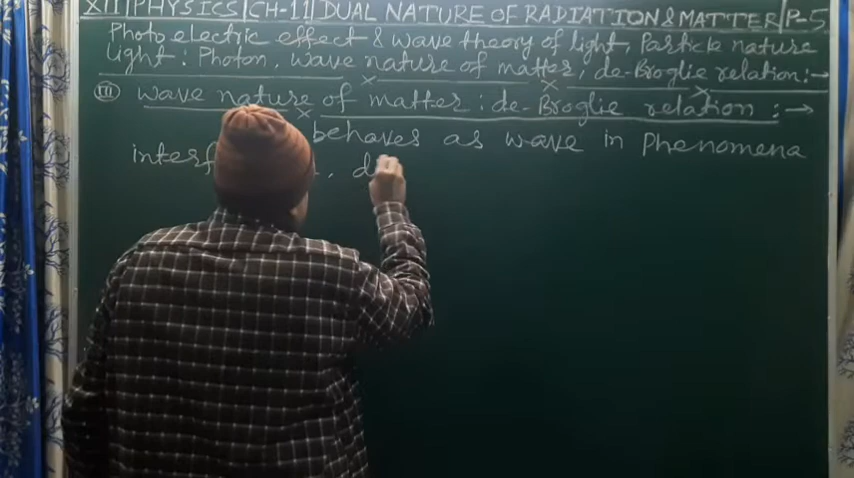 XII|PHYSICS|CH-11|DUAL NATURE OF RADIATION & MATTER|P-5
Photo electric effect & wave theory of light, Particle nature
light: Photon, wave nature of matter, de-Broglie relation:→
III wave nature of matter: de-Broglie relation:→
behaves as wave in Phenomena
interf , d